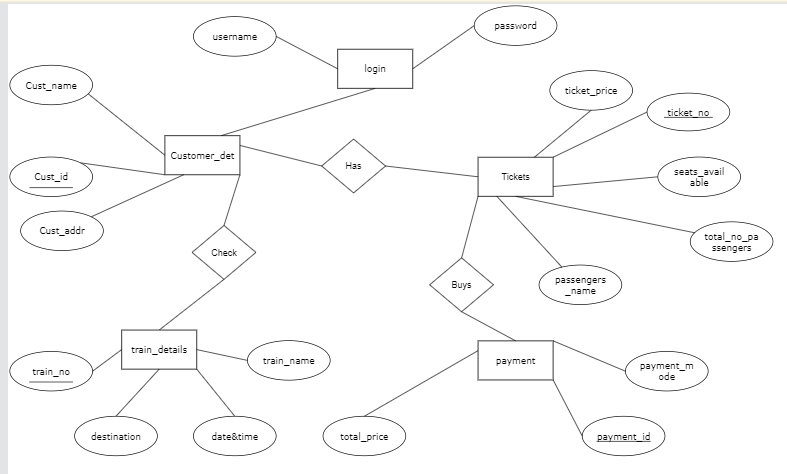 username
password
login
Cust_name
ticket_price
ticket_no
Customer_det
Has
Cust_id
Tickets
seats_avail
able
Cust_addr
total_no_pa
ssengers
Check
Buys
passengers
_name
train_details
train_name
payment
train_no
payment_m
ode
destination
date&time
total_price
payment_id